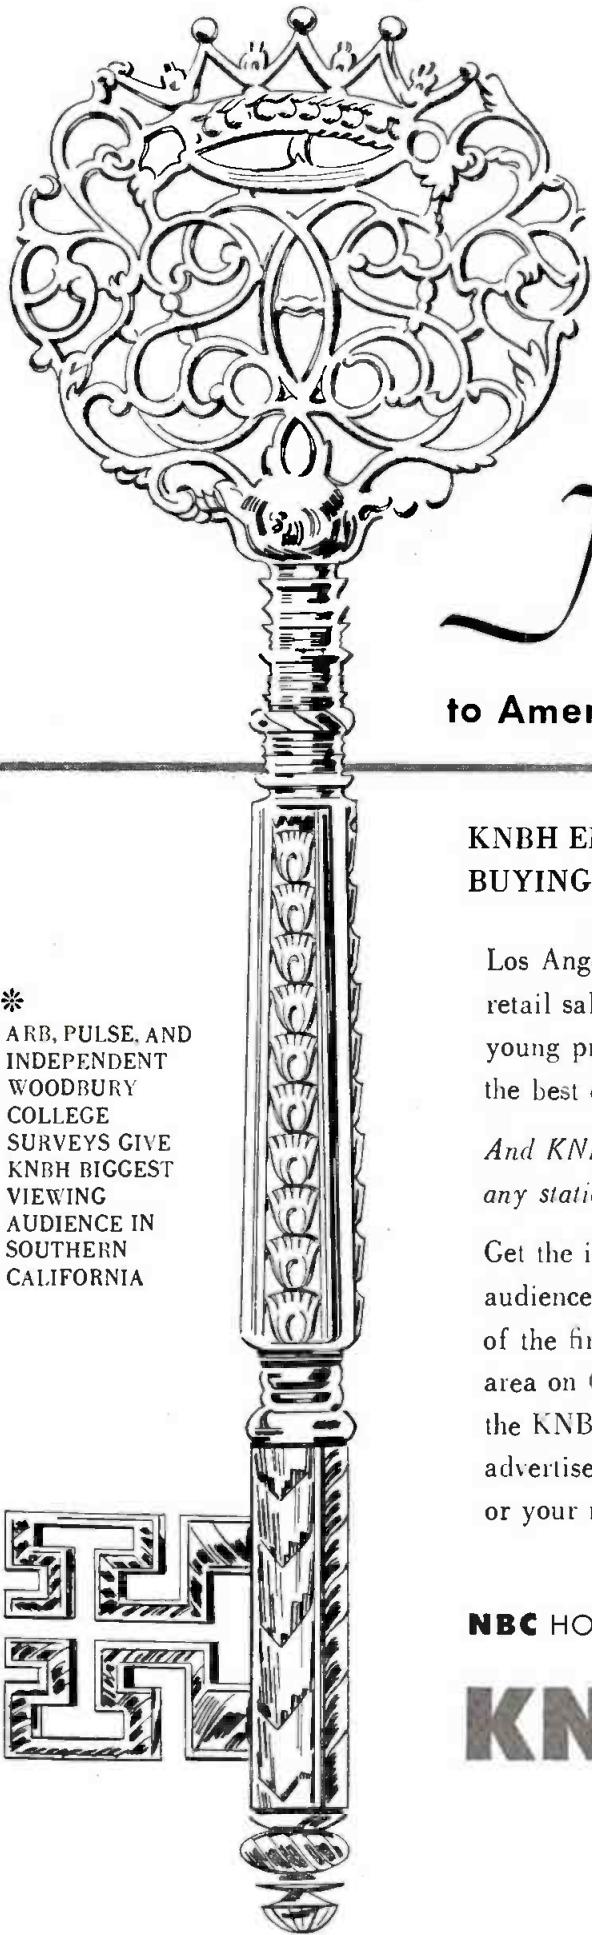 to Amer
KNBH E
BUYING
Los Ang
retail sal
young pr
the best
And KN
any stati
Get the i
audience
of the fi
area on
the KNB
advertise
or your
NBC HO
KN
❊
ARB, PULSE, AND
INDEPENDENT
WOODBURY
COLLEGE
SURVEYS GIVE
KNBH BIGGEST
VIEWING
AUDIENCE IN
SOUTHERN
CALIFORNIA